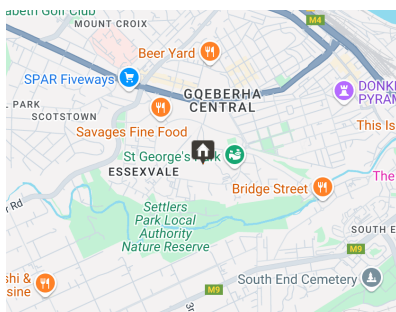 abeth Golf Club
MOUNT CROIX
M4
Beer Yard
SPAR Fiveways
DONK
PYRAM
GQEBERHA
CENTRAL
L PARK
SCOTSTOWN
Savages Fine Food
This Is
St George's Park
ESSEXVALE
The
Bridge Street
er Rd
Settlers
Park Local
Authority
Nature Reserve
SOUTH E
M9
shi &
sine
South End Cemetery
M9
3r